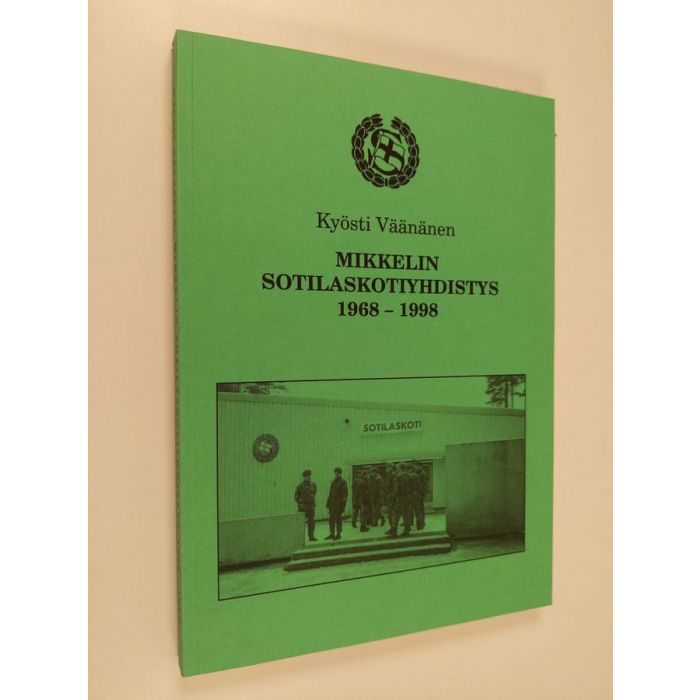 Kyösti Väänänen
MIKKELIN
SOTILASKOTIYHDISTYS
1968 – 1998
SOTILASKOTI